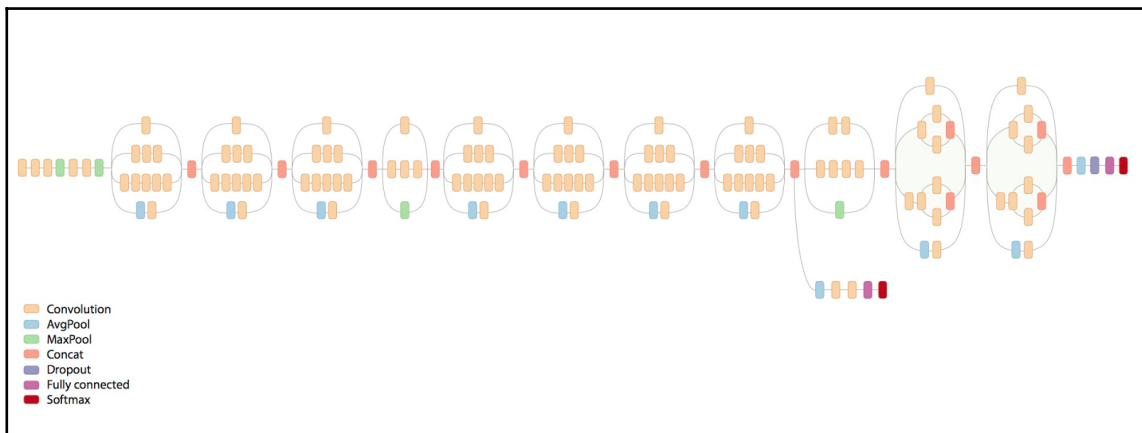 Convolution
AvgPool
MaxPool
Concat
Dropout
Fully connected
Softmax